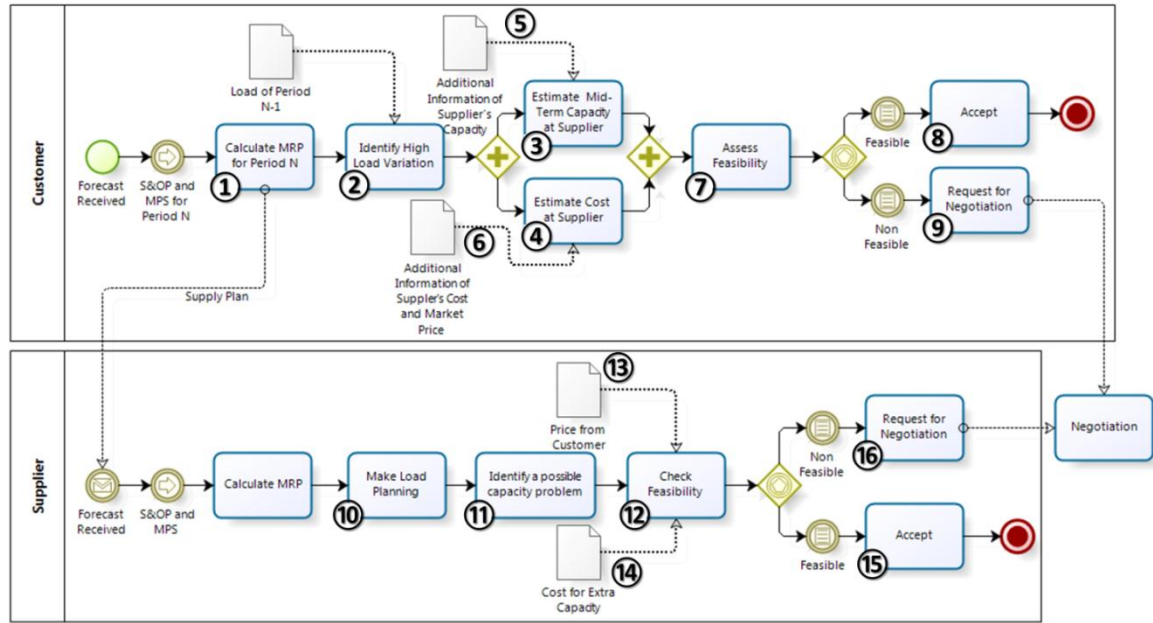 Customer
Forecast
Received
S&OP and
MPS for
Period N
Calculate MRP
for Period N
①
Load of Period
N-1
Identify High
Load Variation
②
Additional
Information of
Supplier's
Capacity
⑤
Estimate Mid-
Term Capacity
at Supplier
③
Estimate Cost
at Supplier
④
⑥
Additional
Information of
Suppler's Cost
and Market
Price
Assess
Feasibility
⑦
Feasible
Accept
⑧
Non
Feasible
Request for
Negotiation
⑨
Supply Plan
Supplier
Forecast
Received
S&OP and
MPS
Calculate MRP
Make Load
Planning
⑩
Identify a possible
capacity problem
⑪
⑬
Price from
Customer
Check
Feasibility
⑫
⑭
Cost for Extra
Capacity
Non
Feasible
Request for
Negotiation
⑯
Negotiation
Feasible
Accept
⑮